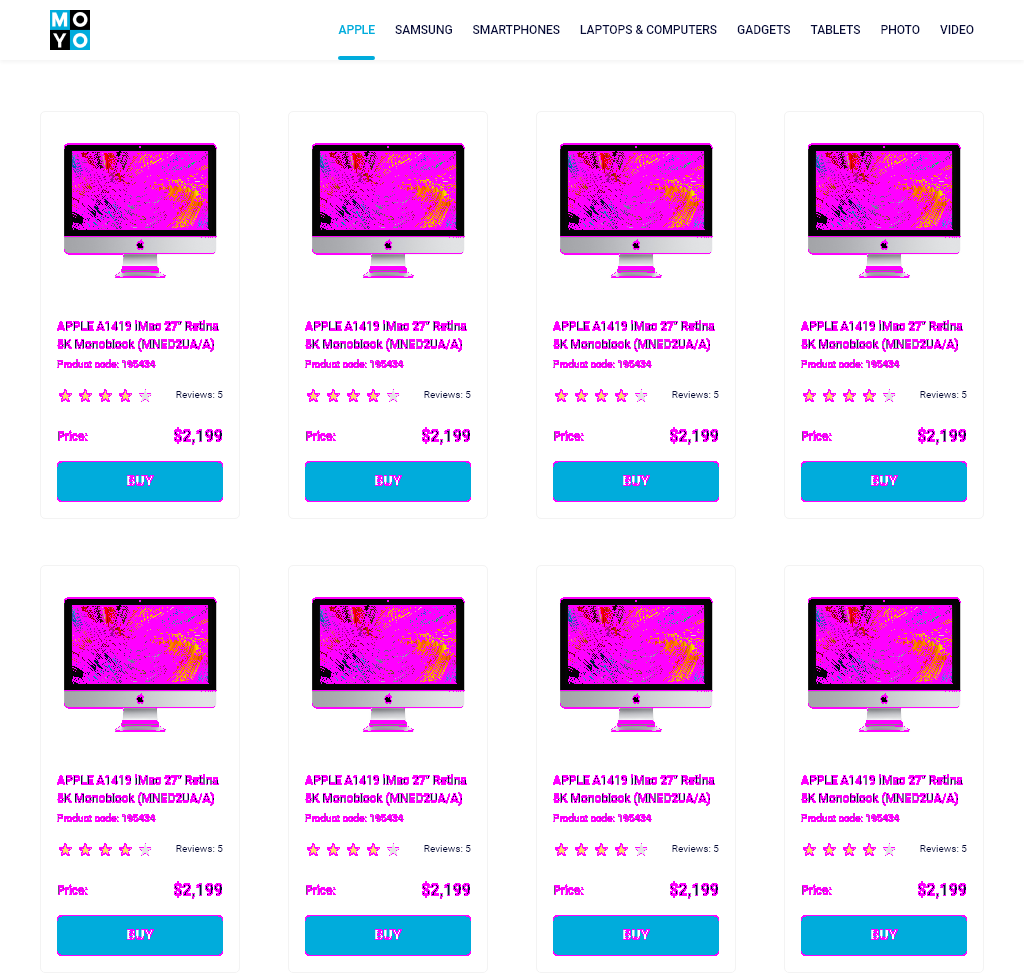 MO
YO
APPLE SAMSUNG SMARTPHONES LAPTOPS & COMPUTERS GADGETS TABLETS PHOTO VIDEO
APPLE A1419 iMac 27" Retina APPLE A1419 iMac 27" Retina APPLE A1419 iMac 27" Retina APPLE A1419 iMac 27" Retina
5K Monoblock (MNED2UA/A) 5K Monoblock (MNED2UA/A) 5K Monoblock (MNED2UA/A) 5K Monoblock (MNED2UA/A)
Product code: 195434 Product code: 195434 Product code: 195434 Product code: 195434
Reviews: 5 Reviews: 5 Reviews: 5 Reviews: 5
Price: $2,199 Price: $2,199 Price: $2,199 Price: $2,199
BUY BUY BUY BUY
APPLE A1419 iMac 27" Retina APPLE A1419 iMac 27" Retina APPLE A1419 iMac 27" Retina APPLE A1419 iMac 27" Retina
5K Monoblock (MNED2UA/A) 5K Monoblock (MNED2UA/A) 5K Monoblock (MNED2UA/A) 5K Monoblock (MNED2UA/A)
Product code: 195434 Product code: 195434 Product code: 195434 Product code: 195434
Reviews: 5 Reviews: 5 Reviews: 5 Reviews: 5
Price: $2,199 Price: $2,199 Price: $2,199 Price: $2,199
BUY BUY BUY BUY